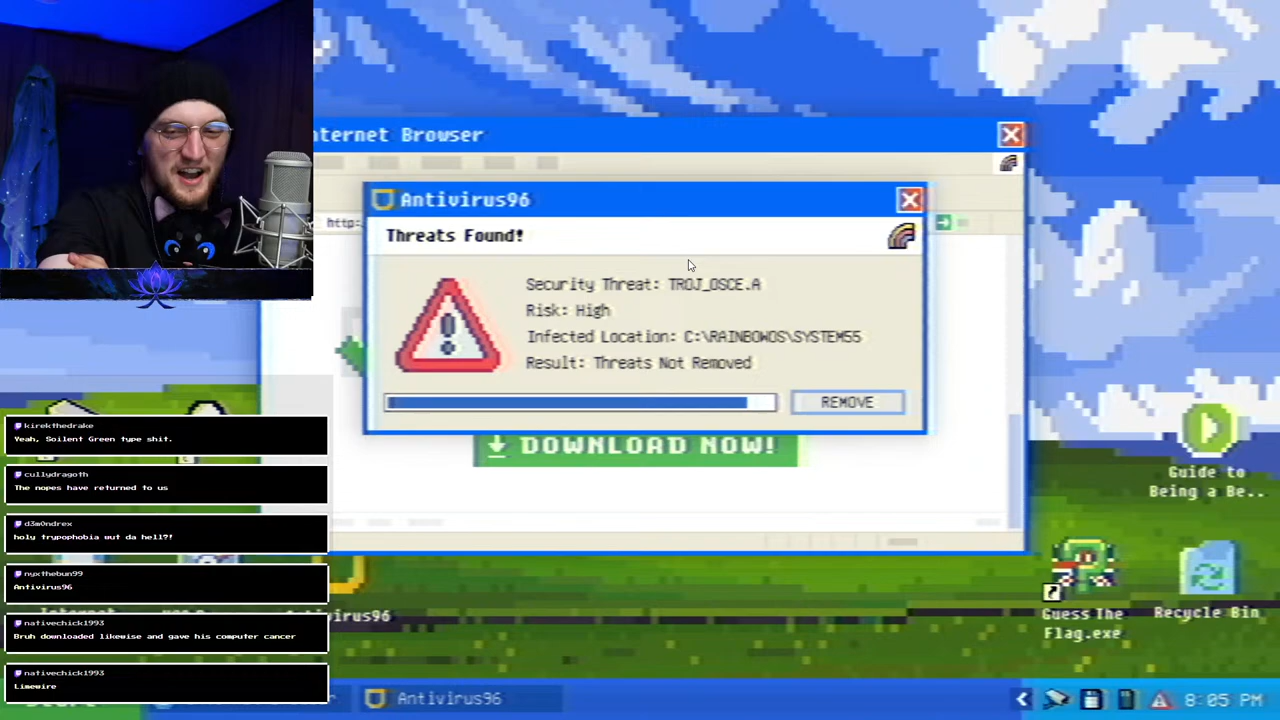 nternet Browser
http:
Antivirus96
Threats Found!
Security Threat: TROJ_OSCE.A
Risk: High
Infected Location: C:\RAINBOWOS\SYSTEM55
Result: Threats Not Removed
REMOVE
DOWNLOAD NOW!
kirekthedrake
Yeah, Soilent Green type shit.
cullydragoth
The nopes have returned to us
d3m0ndrex
holy trypophobia wut da hell?!
nyxthebun99
Antivirus96
nativechick1993
Bruh downloaded likewise and gave his computer cancer
nativechick1993
Limewire
Guide to
Being a Be..
Guess The
Flag.exe
Recycle Bin
Antivirus96
8:05 PM